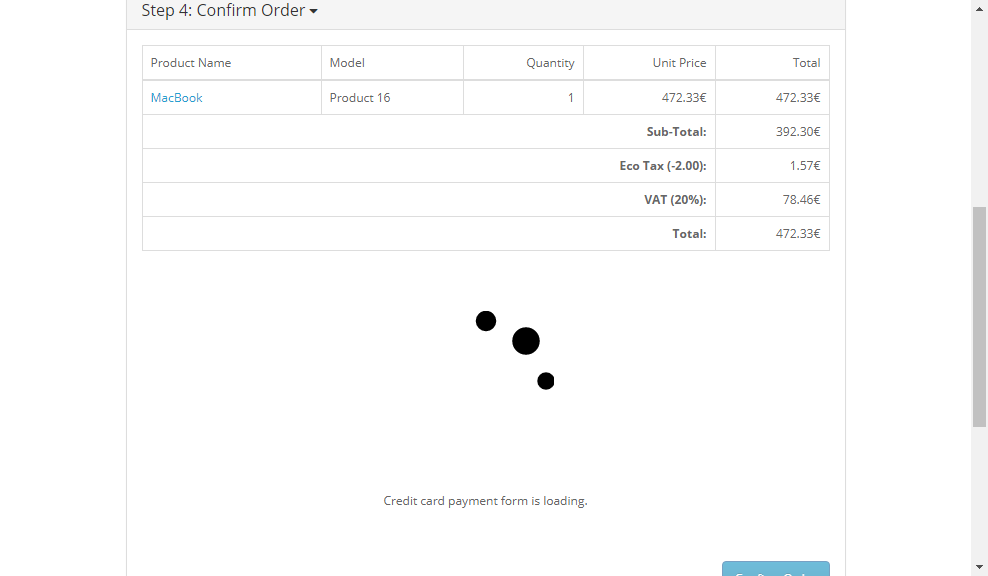 Step 4: Confirm Order
Product Name Model Quantity Unit Price Total
MacBook Product 16 1 472.33€ 472.33€
Sub-Total: 392.30€
Eco Tax (-2.00): 1.57€
VAT (20%): 78.46€
Total: 472.33€
Credit card payment form is loading.